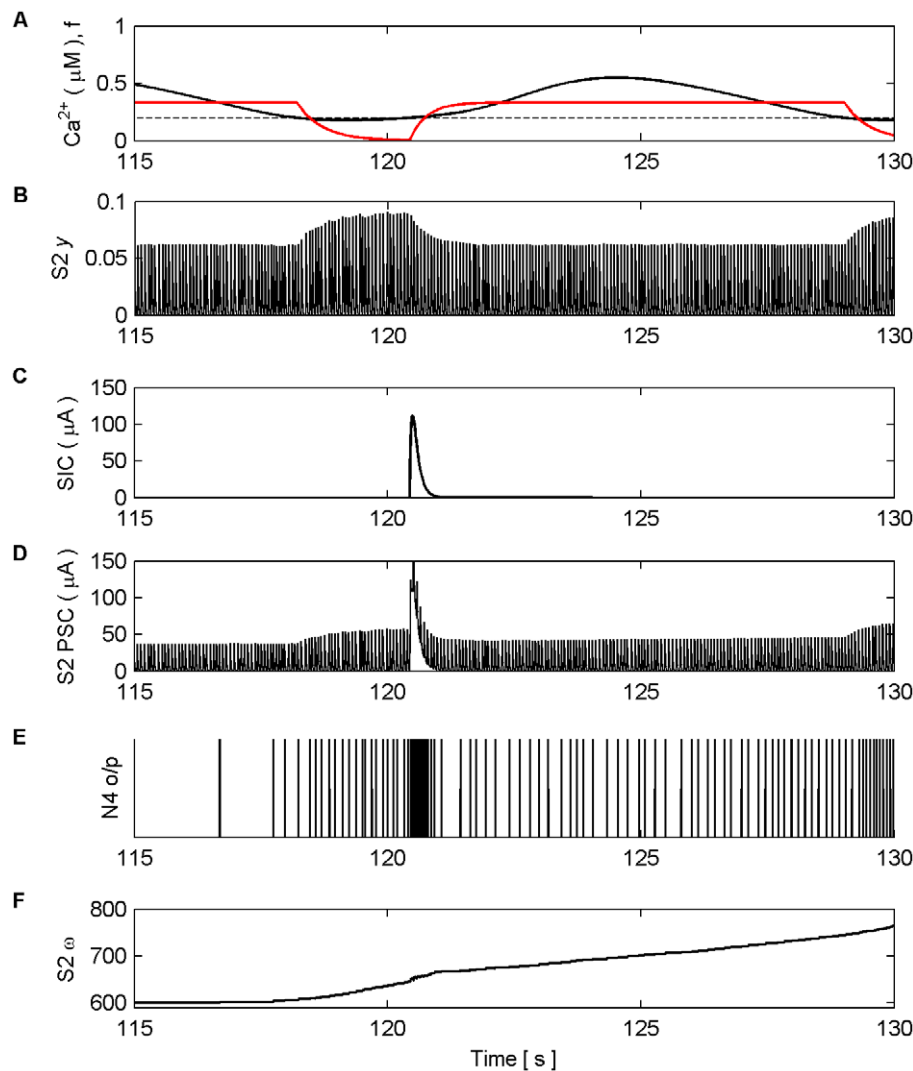 A
Ca2+ ( μM ), f
1
0.5
0
115 120 125 130
B
S2 y
0.1
0.05
0
115 120 125 130
C
SIC ( μA )
150
100
50
0
115 120 125 130
D
S2 PSC ( μA )
150
100
50
0
115 120 125 130
E
N4 o/p
115 120 125 130
F
S2 ω
800
700
600
115 120 125 130
Time [ s ]